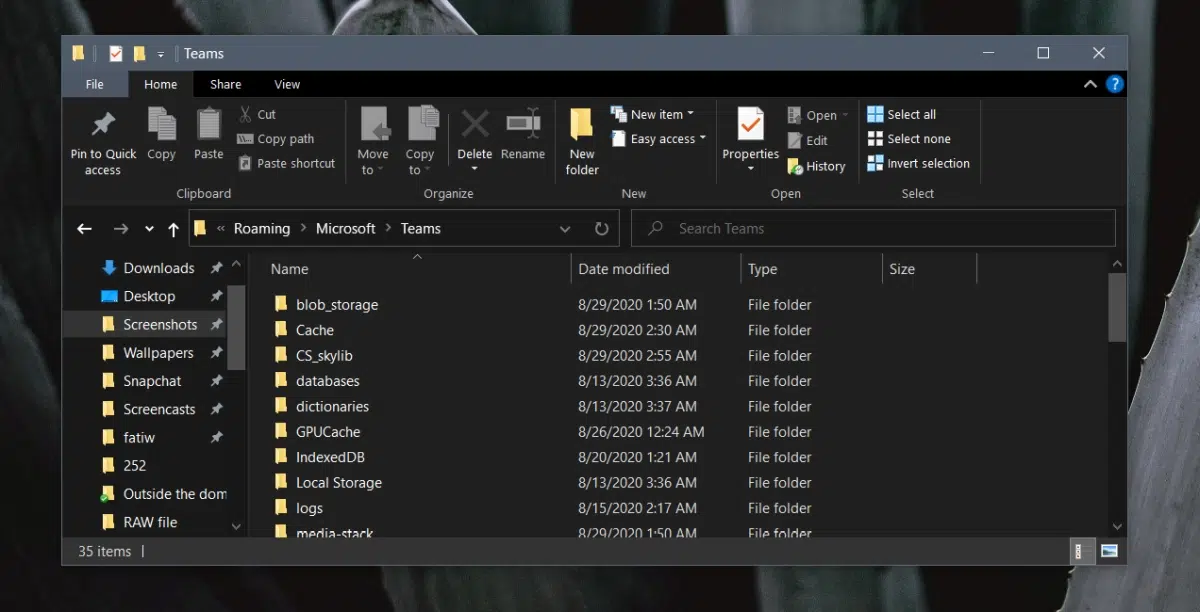 Teams
File Home Share View
Pin to Quick access
Copy
Paste
Cut
Copy path
Paste shortcut
Clipboard
Move to
Copy to
Delete
Rename
Organize
New folder
New item
Easy access
New
Properties
Open
Edit
History
Open
Select all
Select none
Invert selection
Select
« Roaming > Microsoft > Teams
Search Teams
Downloads
Desktop
Screenshots
Wallpapers
Snapchat
Screencasts
fatiw
252
Outside the dom
RAW file
Name Date modified Type Size
blob_storage 8/29/2020 1:50 AM File folder
Cache 8/29/2020 2:30 AM File folder
CS_skylib 8/29/2020 2:55 AM File folder
databases 8/13/2020 3:36 AM File folder
dictionaries 8/13/2020 3:37 AM File folder
GPUCache 8/26/2020 12:24 AM File folder
IndexedDB 8/20/2020 1:21 AM File folder
Local Storage 8/13/2020 3:36 AM File folder
logs 8/15/2020 2:17 AM File folder
media-stack 8/29/2020 1:50 AM File folder
35 items